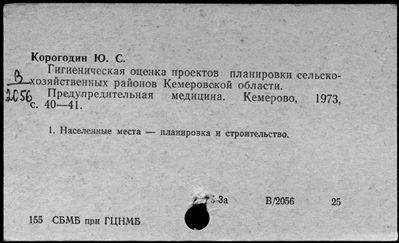 Корогодин Ю. С.
Гигиеническая оценка проектов планировки сельско-
В хозяйственных районов Кемеровской области.
2056 Предупредительная медицина. Кемерово, 1973,
с. 40—41.
1. Населенные места — планировка и строительство.
5-3а В/2056 25
155 СБМБ при ГЦНМБ